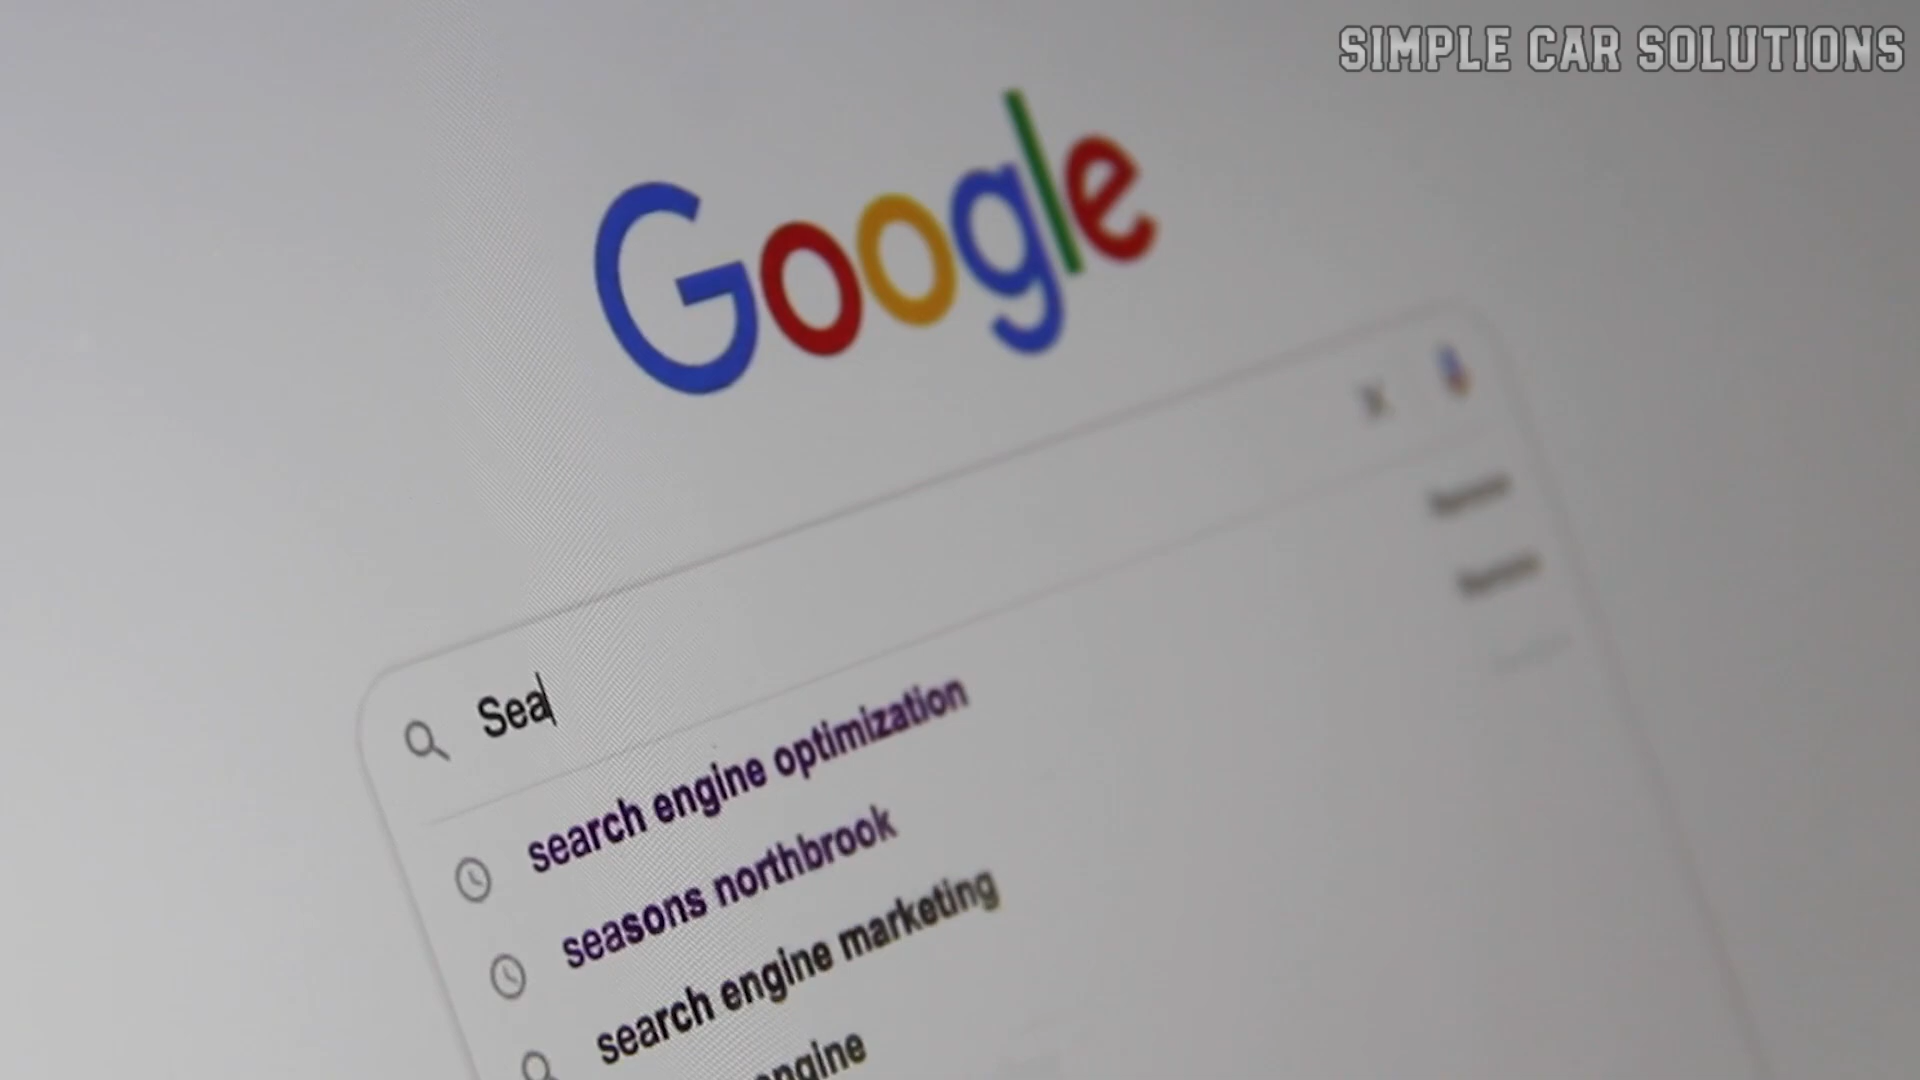 SIMPLE CAR SOLUTIONS
Google
Sea
search engine optimization
seasons northbrook
search engine marketing
engine